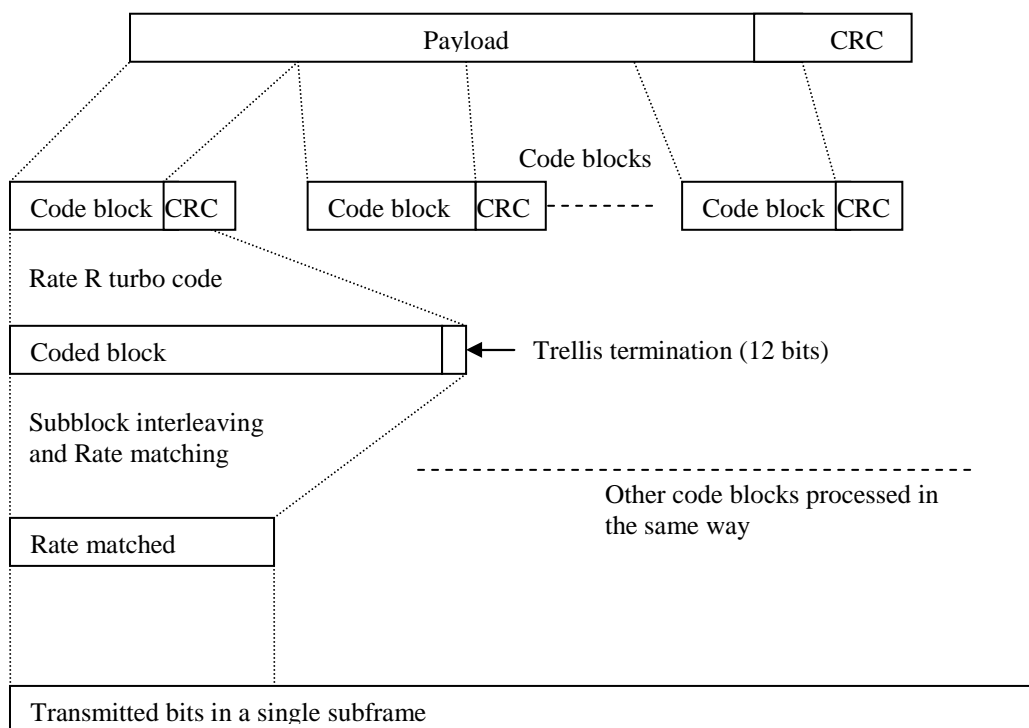 Payload
CRC
Code blocks
Code block
CRC
Code block
CRC
Code block
CRC
Rate R turbo code
Coded block
Trellis termination (12 bits)
Subblock interleaving
and Rate matching
Other code blocks processed in
the same way
Rate matched
Transmitted bits in a single subframe